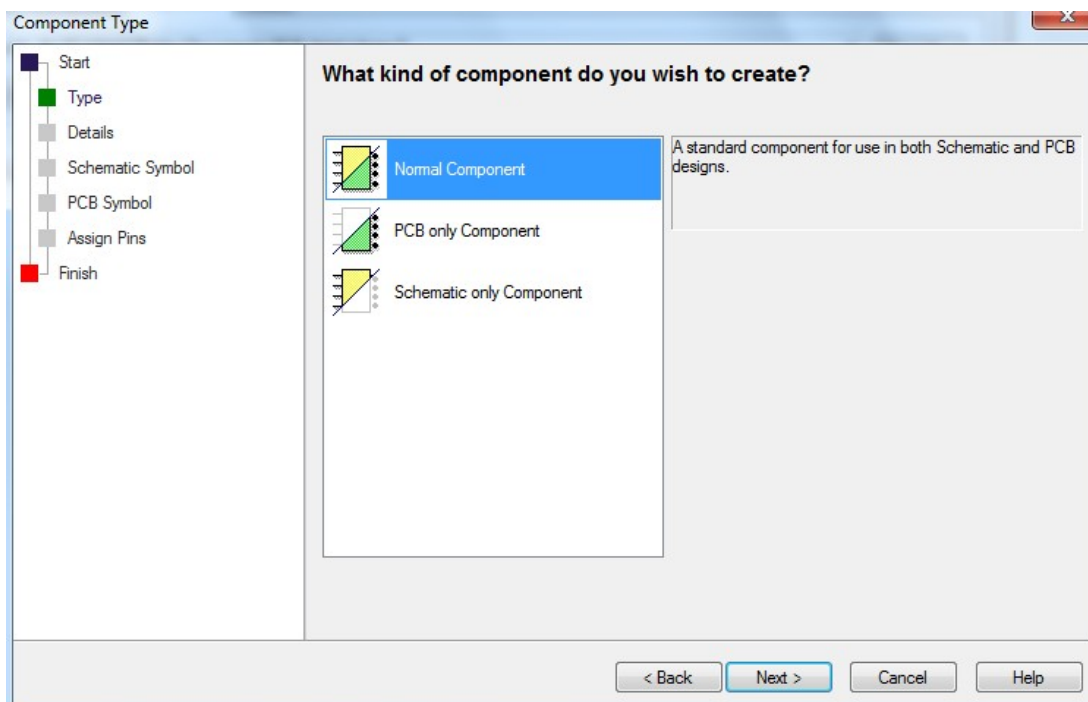 Component Type
Start
Type
Details
Schematic Symbol
PCB Symbol
Assign Pins
Finish
What kind of component do you wish to create?
Normal Component
PCB only Component
Schematic only Component
A standard component for use in both Schematic and PCB
designs.
< Back
Next >
Cancel
Help